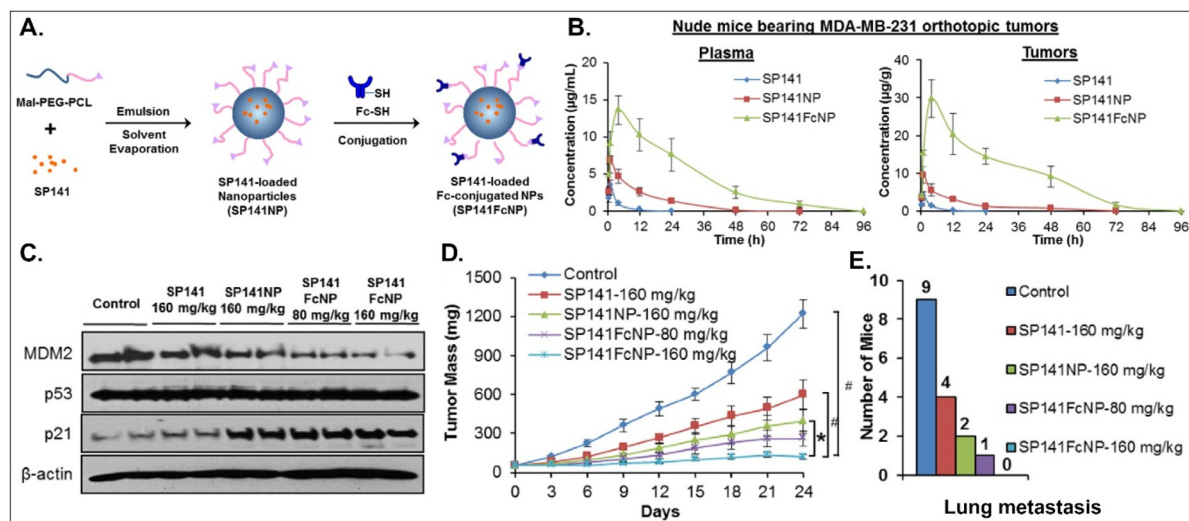 A.
Mal-PEG-PCL
+
SP141
Emulsion
Solvent
Evaporation
SP141-loaded
Nanoparticles
(SP141NP)
SH
Fc-SH
Conjugation
SP141-loaded
Fc-conjugated NPs
(SP141FcNP)
B.
Nude mice bearing MDA-MB-231 orthotopic tumors
Plasma
Concentration (µg/mL)
20
15
10
5
0
SP141
SP141NP
SP141FcNP
0 12 24 36 48 60 72 84 96
Time (h)
Tumors
Concentration (µg/g)
40
30
20
10
0
SP141
SP141NP
SP141FcNP
0 12 24 36 48 60 72 84 96
Time (h)
C.
Control
SP141
160 mg/kg
SP141NP
160 mg/kg
SP141
FcNP
80 mg/kg
SP141
FcNP
160 mg/kg
MDM2
p53
p21
β-actin
D.
Tumor Mass (mg)
1500
1200
900
600
300
0
Control
SP141-160 mg/kg
SP141NP-160 mg/kg
SP141FcNP-80 mg/kg
SP141FcNP-160 mg/kg
#
#
*
0 3 6 9 12 15 18 21 24
Days
E.
Number of Mice
10
8
6
4
2
0
9
4
2
1
0
Control
SP141-160 mg/kg
SP141NP-160 mg/kg
SP141FcNP-80 mg/kg
SP141FcNP-160 mg/kg
Lung metastasis